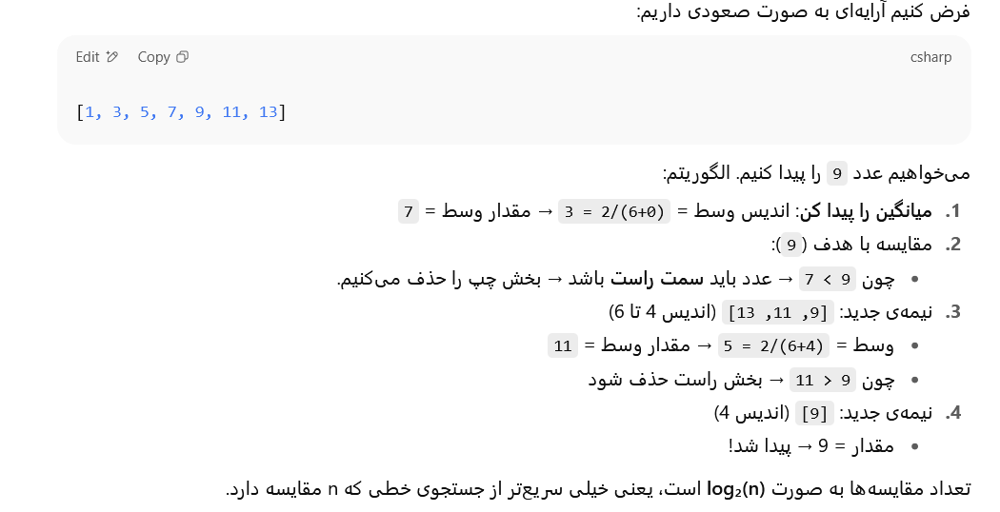 فرض کنیم آرایه‌ای به صورت صعودی داریم:
csharp
Copy
Edit
[1, 3, 5, 7, 9, 11, 13]
می‌خواهیم عدد 9 را پیدا کنیم. الگوریتم:
1. میانگین را پیدا کن: اندیس وسط = 3 = 2/(6+0) → مقدار وسط = 7
2. مقایسه با هدف (9):
• چون 7 < 9 → عدد باید سمت راست باشد → بخش چپ را حذف می‌کنیم.
3. نیمه‌ی جدید: [9, 11, 13] (اندیس 4 تا 6)
• وسط = 5 = 2/(6+4) → مقدار وسط = 11
• چون 11 > 9 → بخش راست حذف شود
4. نیمه‌ی جدید: [9] (اندیس 4)
• مقدار = 9 → پیدا شد!
تعداد مقایسه‌ها به صورت log₂(n) است، یعنی خیلی سریع‌تر از جستجوی خطی که n مقایسه دارد.